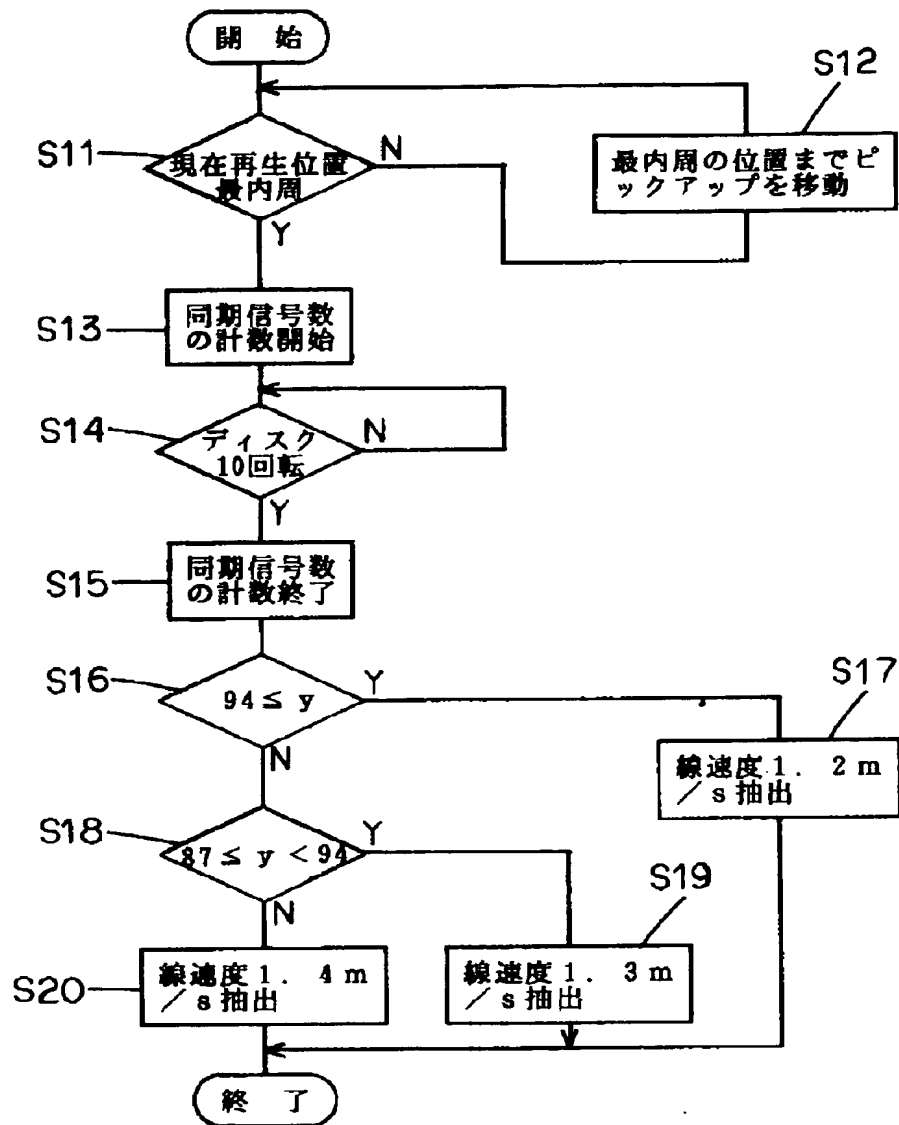 開 始
S12
S11
現在再生位置
最内周
N
最内周の位置までピ
ックアップを移動
Y
S13
同期信号数
の計数開始
S14
ディスク
10回転
N
Y
S15
同期信号数
の計数終了
S16
94≤y
Y
S17
N
線速度1．2m
／s抽出
S18
87≤y<94
Y
S19
N
S20
線速度1．4m
／s抽出
線速度1．3m
／s抽出
終 了